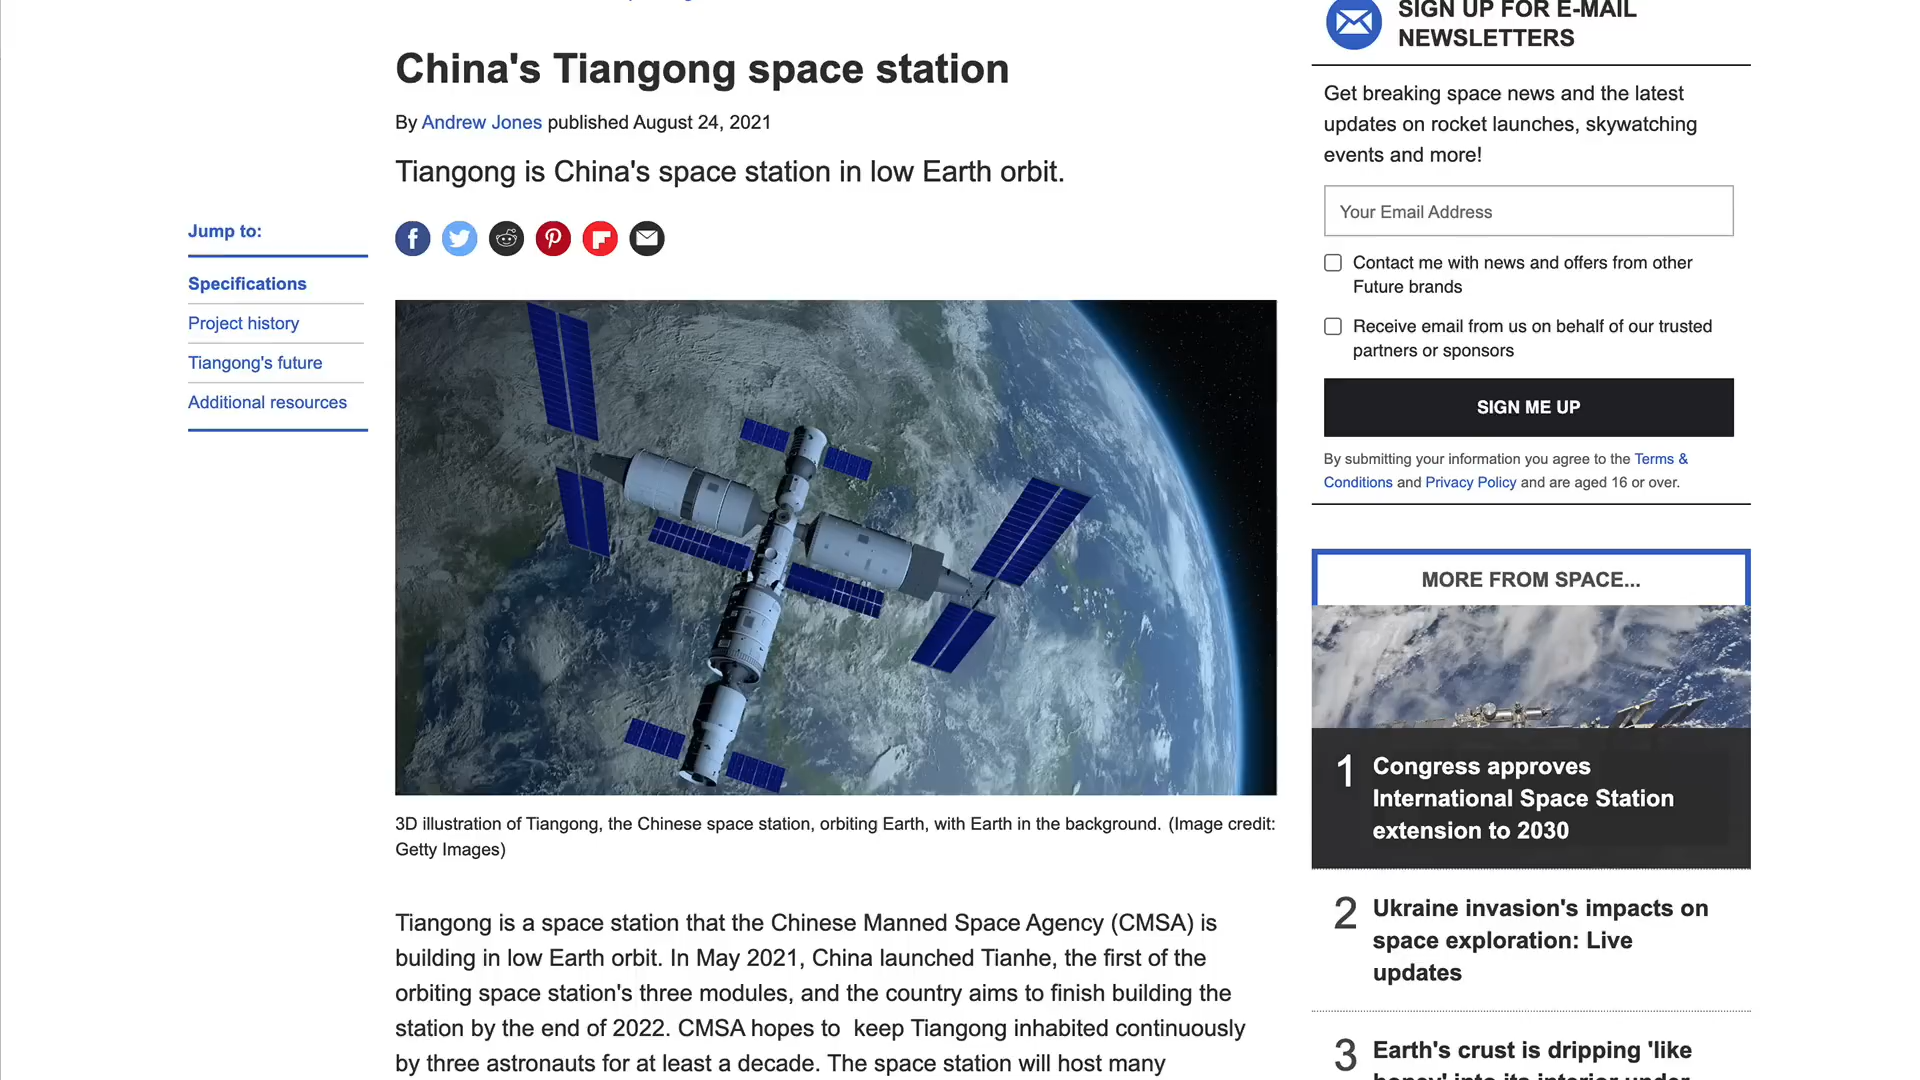 China's Tiangong space station
By Andrew Jones published August 24, 2021
Tiangong is China's space station in low Earth orbit.
Jump to:
Specifications
Project history
Tiangong's future
Additional resources
3D illustration of Tiangong, the Chinese space station, orbiting Earth, with Earth in the background. (Image credit:
Getty Images)
Tiangong is a space station that the Chinese Manned Space Agency (CMSA) is
building in low Earth orbit. In May 2021, China launched Tianhe, the first of the
orbiting space station's three modules, and the country aims to finish building the
station by the end of 2022. CMSA hopes to keep Tiangong inhabited continuously
by three astronauts for at least a decade. The space station will host many
SIGN UP FOR E-MAIL
NEWSLETTERS
Get breaking space news and the latest
updates on rocket launches, skywatching
events and more!
Your Email Address
Contact me with news and offers from other
Future brands
Receive email from us on behalf of our trusted
partners or sponsors
SIGN ME UP
By submitting your information you agree to the Terms &
Conditions and Privacy Policy and are aged 16 or over.
MORE FROM SPACE...
1 Congress approves
International Space Station
extension to 2030
2 Ukraine invasion's impacts on
space exploration: Live
updates
3 Earth's crust is dripping 'like
honey' into its interior under